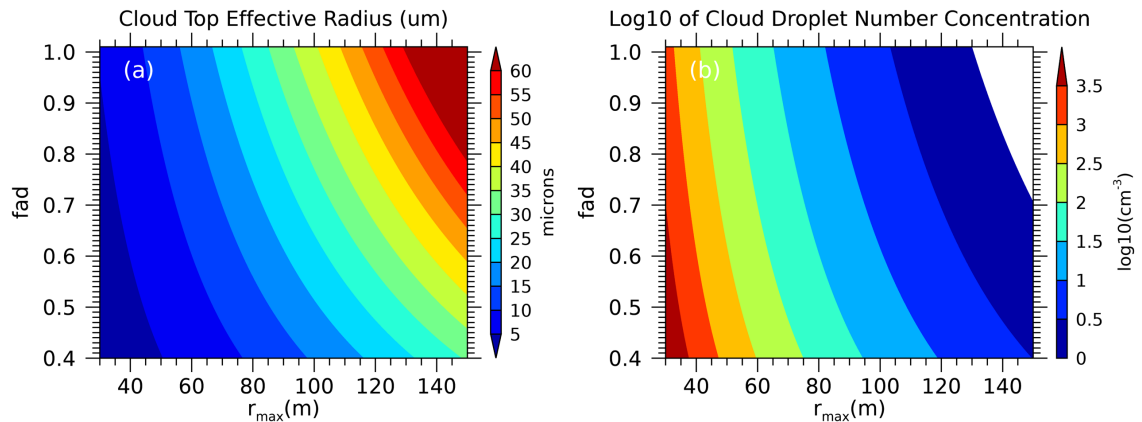 Cloud Top Effective Radius (um)
(a)
1.0
0.9
0.8
0.7
0.6
0.5
0.4
fad
40 60 80 100 120 140
r_max(m)
60
55
50
45
40
35
30
25
20
15
10
5
microns
Log10 of Cloud Droplet Number Concentration
(b)
1.0
0.9
0.8
0.7
0.6
0.5
0.4
fad
40 60 80 100 120 140
r_max(m)
3.5
3
2.5
2
1.5
1
0.5
0
log10(cm⁻³)